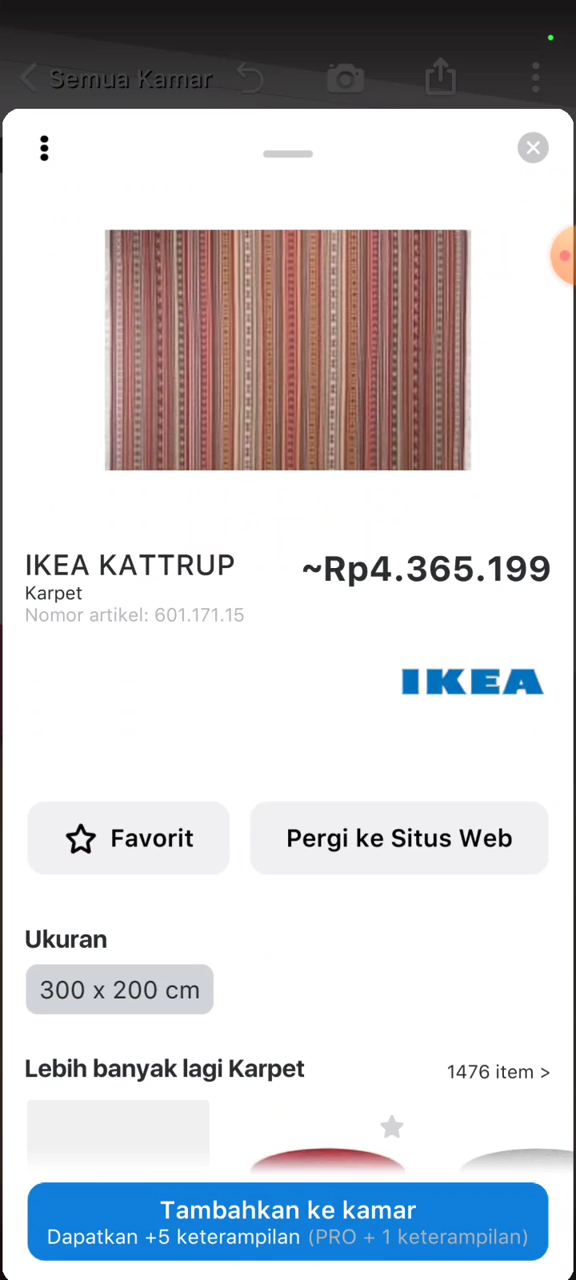 Semua Kamar
IKEA KATTRUP
~Rp4.365.199
Karpet
Nomor artikel: 601.171.15
IKEA
Favorit
Pergi ke Situs Web
Ukuran
300 x 200 cm
Lebih banyak lagi Karpet
1476 item >
Tambahkan ke kamar
Dapatkan +5 keterampilan (PRO + 1 keterampilan)